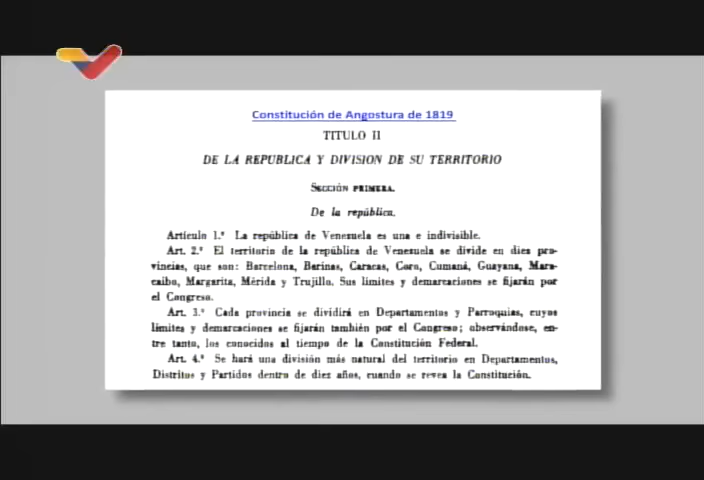 Constitución de Angostura de 1819
TITULO II
DE LA REPUBLICA Y DIVISION DE SU TERRITORIO
SECCIÓN PRIMERA.
De la república.
Artículo 1.º La república de Venezuela es una e indivisible.
Art. 2.º El territorio de la república de Venezuela se divide en diez pro-
vincias, que son: Barcelona, Barinas, Caracas, Coro, Cumaná, Guayana, Mara-
caibo, Margarita, Mérida y Trujillo. Sus límites y demarcaciones se fijarán por
el Congreso.
Art. 3.º Cada provincia se dividirá en Departamentos y Parroquias, cuyos
límites y demarcaciones se fijarán también por el Congreso; observándose, en-
tre tanto, los conocidos al tiempo de la Constitución Federal.
Art. 4.º Se hará una división más natural del territorio en Departamentos,
Distritos y Partidos dentro de diez años, cuando se revea la Constitución.